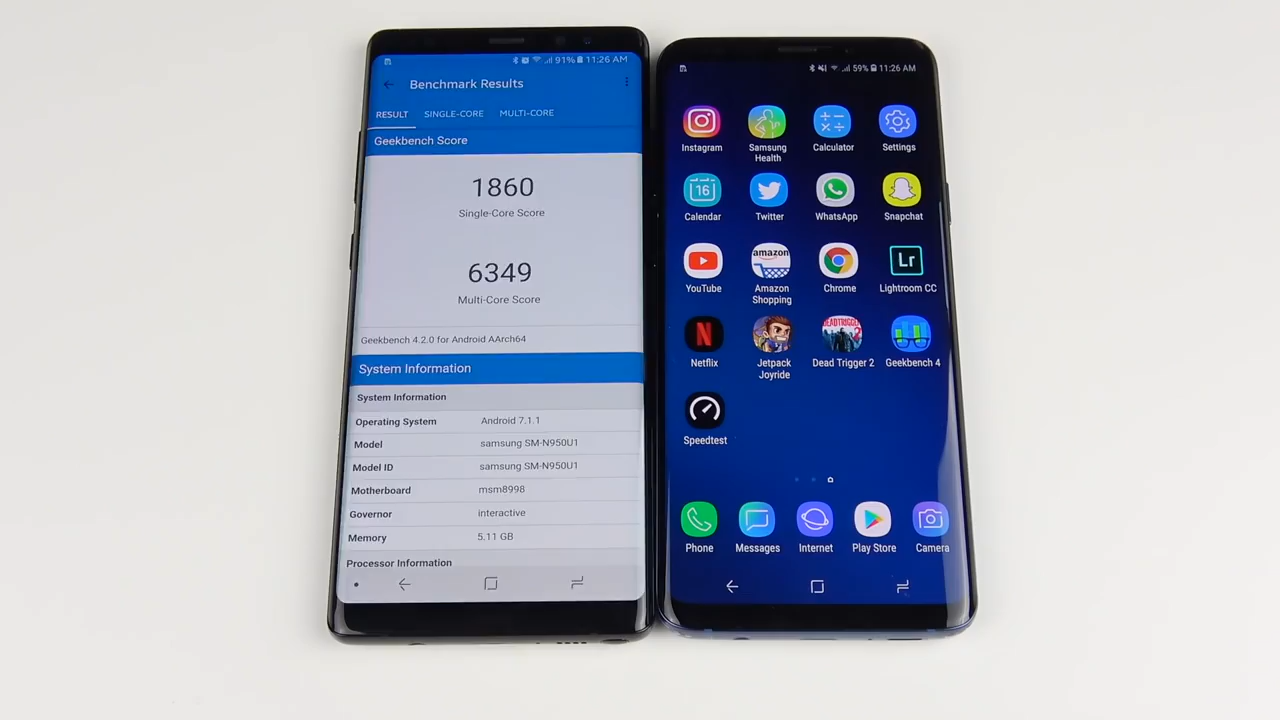 91% 11:26 AM
Benchmark Results
RESULT SINGLE-CORE MULTI-CORE
Geekbench Score
1860
Single-Core Score
6349
Multi-Core Score
Geekbench 4.2.0 for Android AArch64
System Information
System Information
Operating System Android 7.1.1
Model samsung SM-N950U1
Model ID samsung SM-N950U1
Motherboard msm8998
Governor interactive
Memory 5.11 GB
Processor Information
59% 11:26 AM
Instagram Samsung Health Calculator Settings
16
Calendar Twitter WhatsApp Snapchat
amazon
Lr
YouTube Amazon Shopping Chrome Lightroom CC
N
DEAD TRIGGER 2
Netflix Jetpack Joyride Dead Trigger 2 Geekbench 4
Speedtest
Phone Messages Internet Play Store Camera